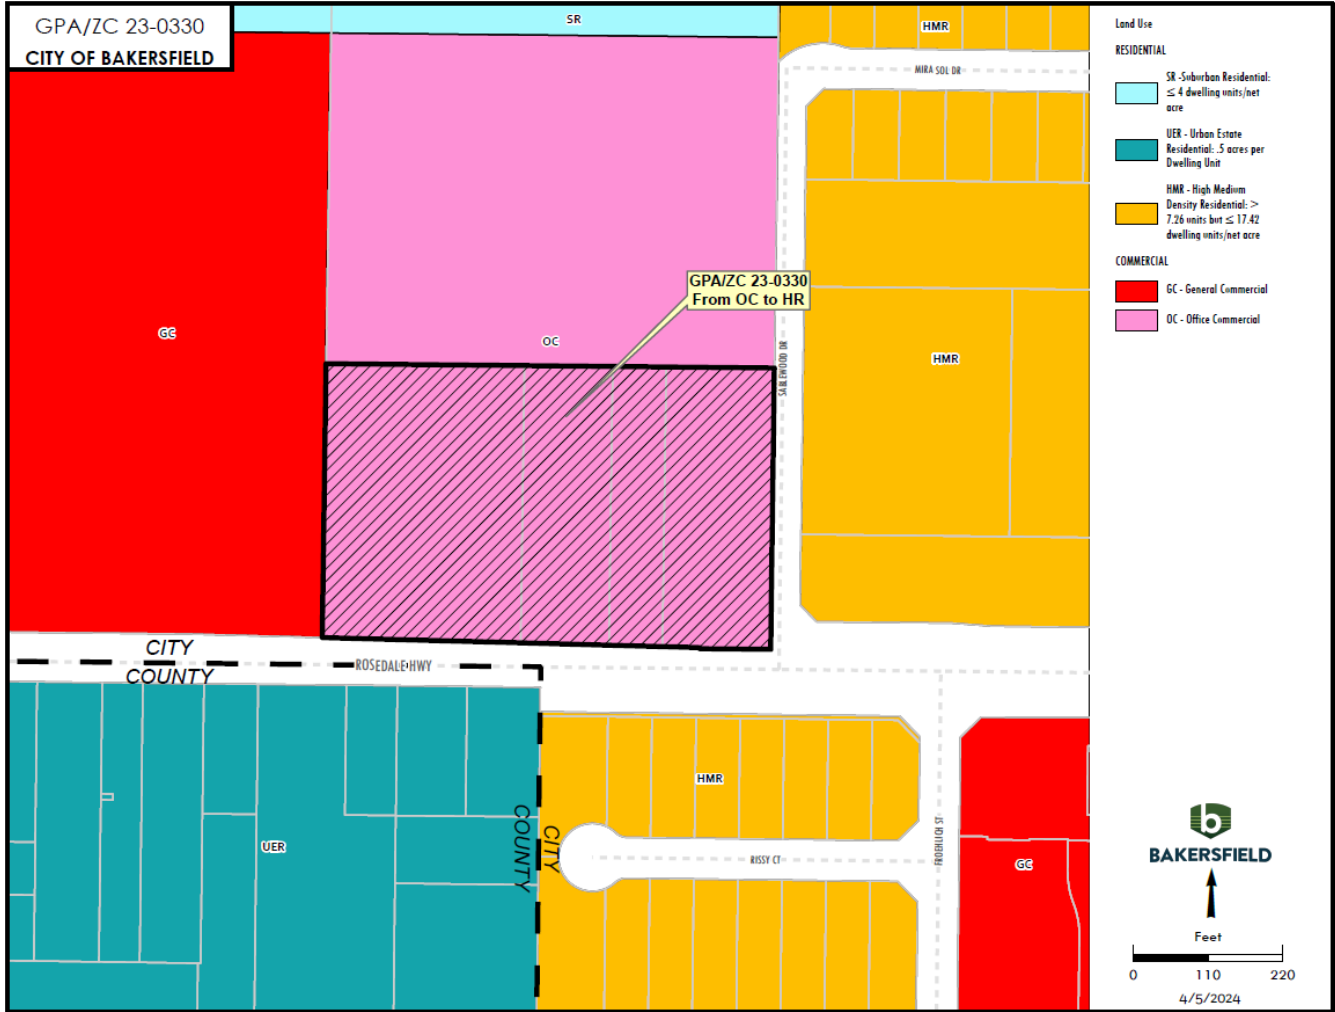 GPA/ZC 23-0330
CITY OF BAKERSFIELD
SR
HMR
MIRA SOL DR
GPA/ZC 23-0330
From OC to HR
GC
OC
SABLEWOOD DR
HMR
CITY
COUNTY
ROSEDALE HWY
HMR
COUNTY
CITY
UER
RISSY CT
FROEHLICH ST
GC
Land Use
RESIDENTIAL
SR -Suburban Residential:
≤ 4 dwelling units/net
acre
UER - Urban Estate
Residential: .5 acres per
Dwelling Unit
HMR - High Medium
Density Residential: >
7.26 units but ≤ 17.42
dwelling units/net acre
COMMERCIAL
GC - General Commercial
OC - Office Commercial
b
BAKERSFIELD
Feet
0 110 220
4/5/2024